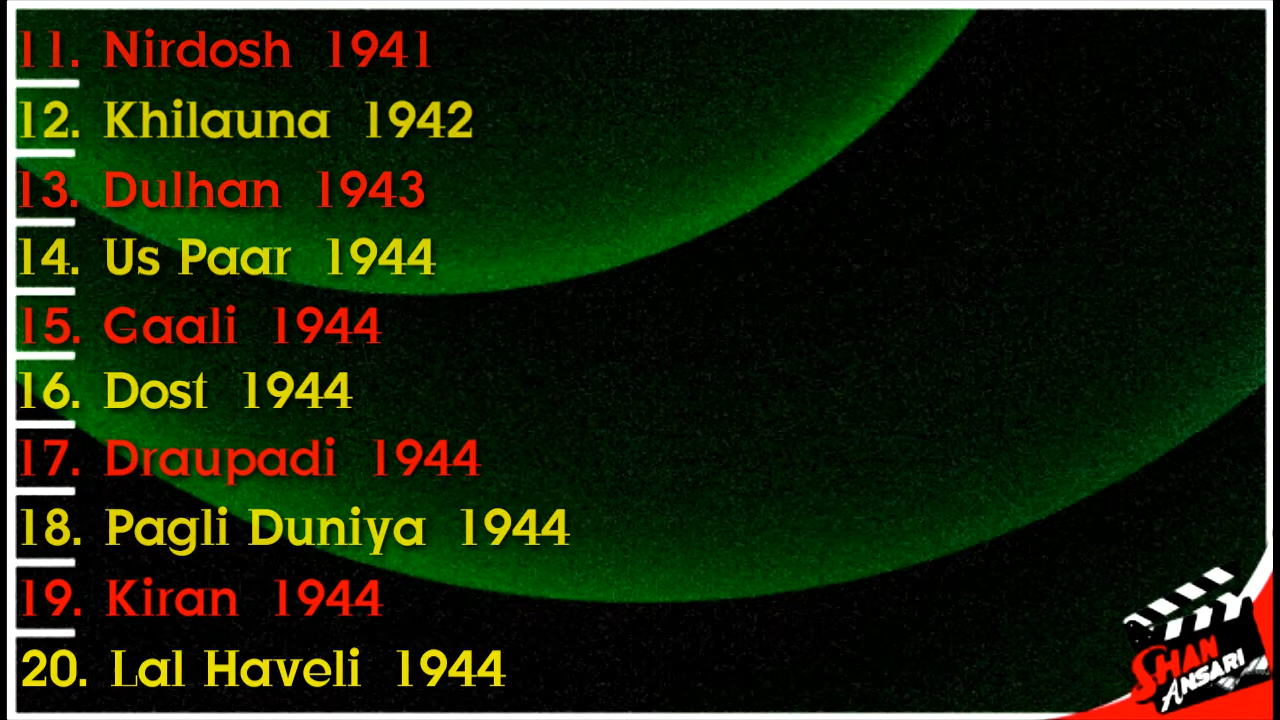 11. Nirdosh 1941
12. Khilauna 1942
13. Dulhan 1943
14. Us Paar 1944
15. Gaali 1944
16. Dost 1944
17. Draupadi 1944
18. Pagli Duniya 1944
19. Kiran 1944
20. Lal Haveli 1944
SHAN
ANSARI